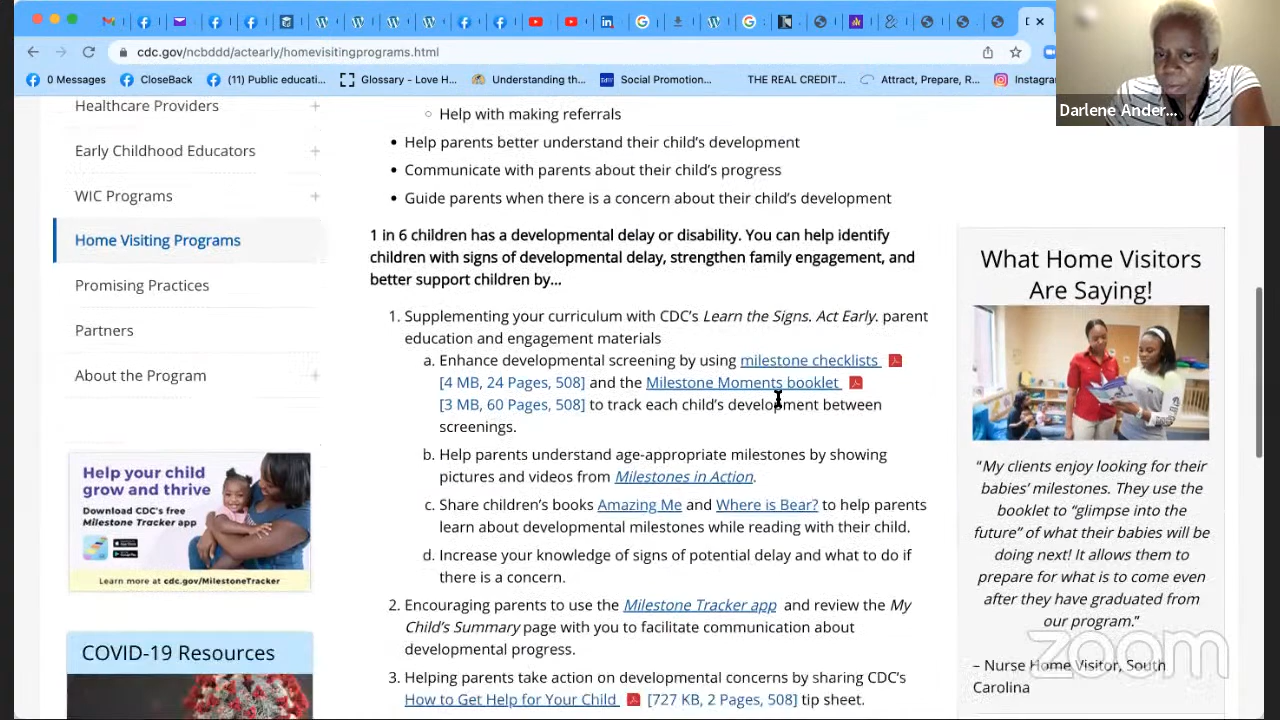 cdc.gov/ncbddd/actearly/homevisitingprograms.html
0 Messages
CloseBack
(11) Public educati...
Glossary - Love H...
Understanding th...
Social Promotion...
THE REAL CREDIT...
Attract, Prepare, R...
Instagra
Darlene Ander...
Healthcare Providers +
Early Childhood Educators +
WIC Programs +
Home Visiting Programs
Promising Practices
Partners
About the Program +
Help your child
grow and thrive
Download CDC's free
Milestone Tracker app
Learn more at cdc.gov/MilestoneTracker
COVID-19 Resources
Help with making referrals
Help parents better understand their child's development
Communicate with parents about their child's progress
Guide parents when there is a concern about their child's development
1 in 6 children has a developmental delay or disability. You can help identify
children with signs of developmental delay, strengthen family engagement, and
better support children by...
1. Supplementing your curriculum with CDC's Learn the Signs. Act Early. parent
education and engagement materials
a. Enhance developmental screening by using milestone checklists
[4 MB, 24 Pages, 508] and the Milestone Moments booklet
[3 MB, 60 Pages, 508] to track each child's development between
screenings.
b. Help parents understand age-appropriate milestones by showing
pictures and videos from Milestones in Action.
c. Share children's books Amazing Me and Where is Bear? to help parents
learn about developmental milestones while reading with their child.
d. Increase your knowledge of signs of potential delay and what to do if
there is a concern.
2. Encouraging parents to use the Milestone Tracker app and review the My
Child's Summary page with you to facilitate communication about
developmental progress.
3. Helping parents take action on developmental concerns by sharing CDC's
How to Get Help for Your Child [727 KB, 2 Pages, 508] tip sheet.
What Home Visitors
Are Saying!
"My clients enjoy looking for their
babies' milestones. They use the
booklet to "glimpse into the
future" of what their babies will be
doing next! It allows them to
prepare for what is to come even
after they have graduated from
our program."
– Nurse Home Visitor, South
Carolina
zoom